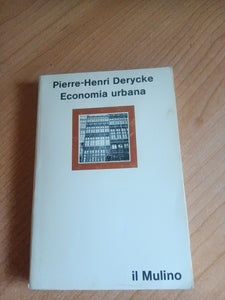 Pierre-Henri Derycke
Economia urbana
il Mulino